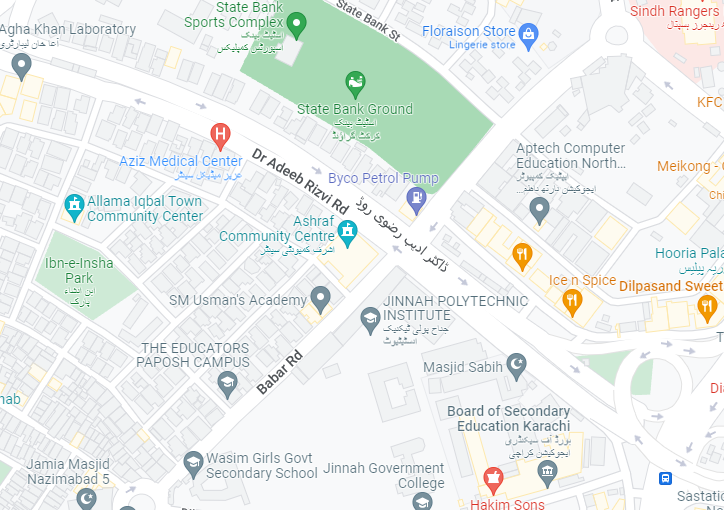 State Bank
Sports Complex
اسٹیٹ بینک
اسپورٹس کمپلیکس
State Bank St
Floraison Store
Lingerie store
Sindh Rangers
Agha Khan Laboratory
آغا خان لیبارٹری
State Bank Ground
اسٹیٹ بینک
کرکٹ گراؤنڈ
KFC
Aptech Computer
Education North...
ایپٹیک کمپیوٹر
ایجوکیشن نارتھ ناظم...
H
Aziz Medical Center
عزیز میڈیکل سینٹر
Dr Adeeb Rizvi Rd
Byco Petrol Pump
Meikong - C
Chi
Allama Iqbal Town
Community Center
ڈاکٹر ادیب رضوی روڈ
Ashraf
Community Centre
اشرف کمیونٹی سینٹر
Hooria Pala
Ibn-e-Insha
Park
ابن انشاء
پارک
Ice n Spice
Dilpasand Sweet
SM Usman's Academy
JINNAH POLYTECHNIC
INSTITUTE
جناح پولی ٹیکنیک
انسٹیٹیوٹ
THE EDUCATORS
PAPOSH CAMPUS
Babar Rd
Masjid Sabih
Dia
nab
Board of Secondary
Education Karachi
بورڈ آف سیکنڈری
ایجوکیشن کراچی
Wasim Girls Govt
Secondary School
Jamia Masjid
Nazimabad 5
Jinnah Government
College
Hakim Sons
Sastatio